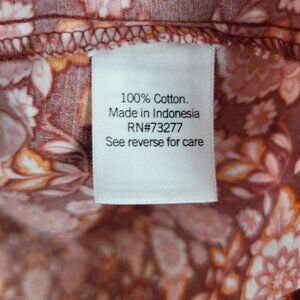 100% Cotton.
Made in Indonesia
RN#73277
See reverse for care